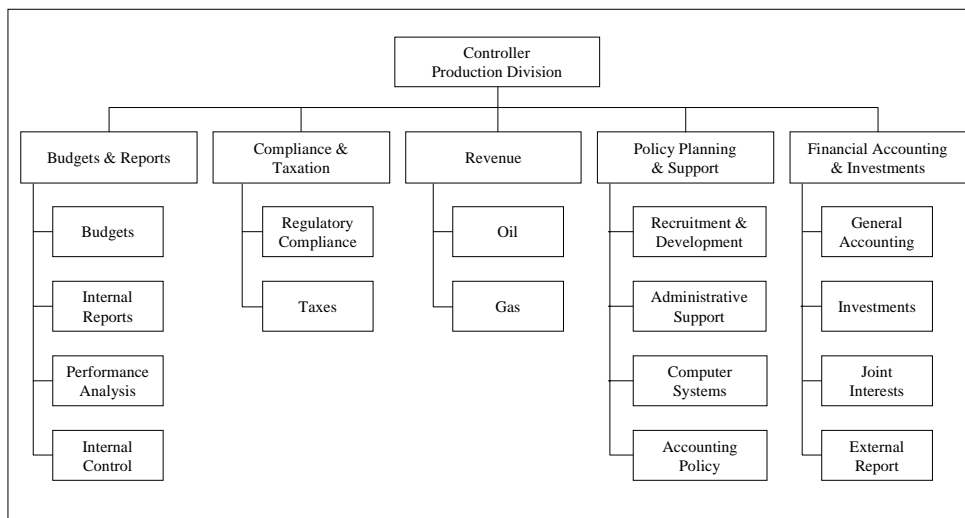 Controller
Production Division
Budgets & Reports
Compliance &
Taxation
Revenue
Policy Planning
& Support
Financial Accounting
& Investments
Budgets
Regulatory
Compliance
Oil
Recruitment &
Development
General
Accounting
Internal
Reports
Taxes
Gas
Administrative
Support
Investments
Performance
Analysis
Computer
Systems
Joint
Interests
Internal
Control
Accounting
Policy
External
Report